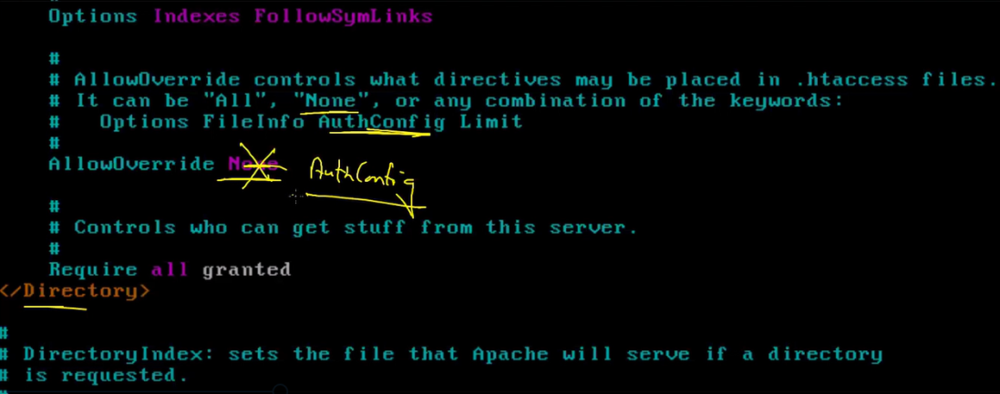 Options Indexes FollowSymLinks
#
# AllowOverride controls what directives may be placed in .htaccess files.
# It can be "All", "None", or any combination of the keywords:
#   Options FileInfo AuthConfig Limit
#
AllowOverride None AuthConfig
#
# Controls who can get stuff from this server.
#
Require all granted
</Directory>
#
# DirectoryIndex: sets the file that Apache will serve if a directory
# is requested.
#